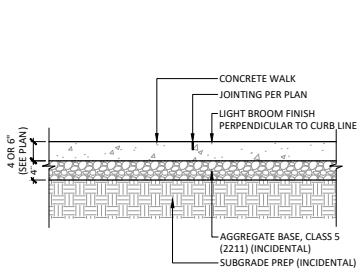 CONCRETE WALK
JOINTING PER PLAN
LIGHT BROOM FINISH
PERPENDICULAR TO CURB LINE
4 OR 6"
(SEE PLAN)
4"
AGGREGATE BASE, CLASS 5
(2211) (INCIDENTAL)
SUBGRADE PREP (INCIDENTAL)